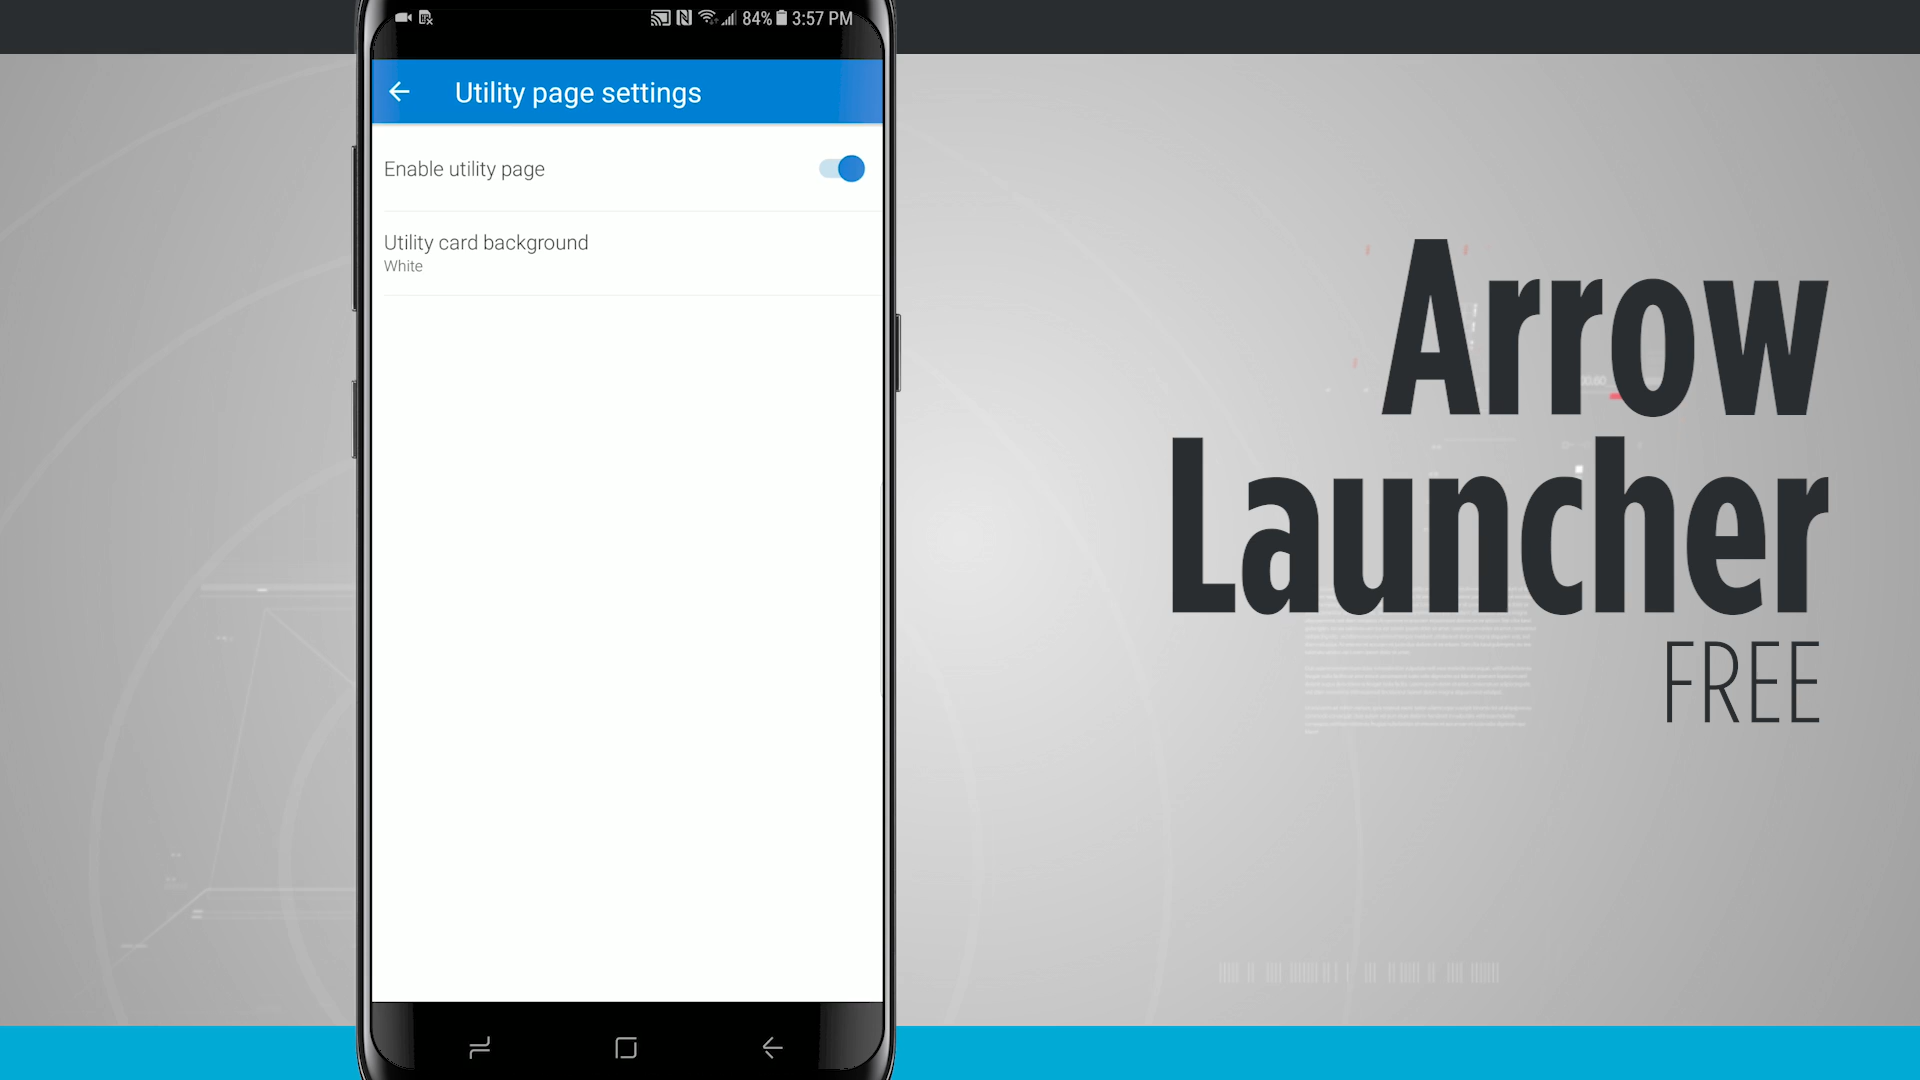 84% 3:57 PM
Utility page settings
Enable utility page
Utility card background
White
Arrow
Launcher
FREE